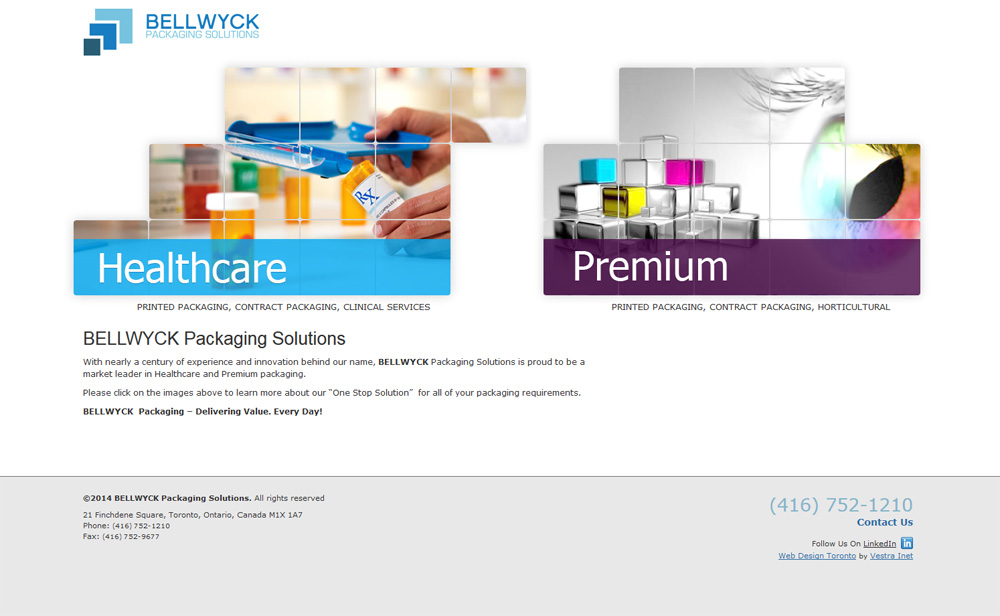 BELLWYCK
PACKAGING SOLUTIONS
Rx
Healthcare
PRINTED PACKAGING, CONTRACT PACKAGING, CLINICAL SERVICES
Premium
PRINTED PACKAGING, CONTRACT PACKAGING, HORTICULTURAL
BELLWYCK Packaging Solutions
With nearly a century of experience and innovation behind our name, BELLWYCK Packaging Solutions is proud to be a
market leader in Healthcare and Premium packaging.
Please click on the images above to learn more about our “One Stop Solution”  for all of your packaging requirements.
BELLWYCK  Packaging – Delivering Value. Every Day!
©2014 BELLWYCK Packaging Solutions. All rights reserved
21 Finchdene Square, Toronto, Ontario, Canada M1X 1A7
Phone: (416) 752-1210
Fax: (416) 752-9677
(416) 752-1210
Contact Us
Follow Us On LinkedIn in
Web Design Toronto by Vestra Inet